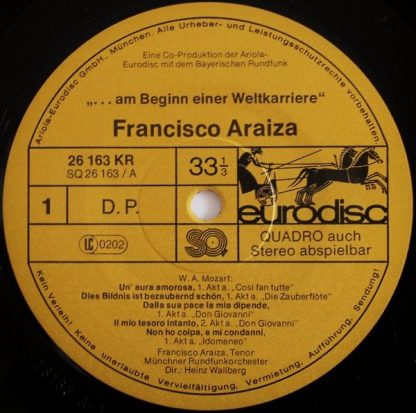 Ariola-Eurodisc GmbH., München. Alle Urheber- und Leistungsschutzrechte vorbehalten.
Eine Co-Produktion der Ariola-
Eurodisc mit dem Bayerischen Rundfunk
„... am Beginn einer Weltkarriere“
Francisco Araiza
26 163 KR
SQ 26 163 / A
33 1/3
1
D. P.
eurodisc
LC 0202
SQ
QUADRO auch
Stereo abspielbar
W. A. Mozart:
Un' aura amorosa, 1. Akt a. „Cosi fan tutte“
Dies Bildnis ist bezaubernd schön, 1. Akt a. „Die Zauberflöte“
Dalla sua pace la mia dipende,
1. Akt a. „Don Giovanni“
Il mio tesoro intanto, 2. Akt a. „Don Giovanni“
Non ho colpa, e mi condanni,
1. Akt a. „Idomeneo“
Francisco Araiza, Tenor
Münchner Rundfunkorchester
Dir.: Heinz Wallberg
Kein Verleih! Keine unerlaubte Vervielfältigung, Vermietung, Aufführung, Sendung!